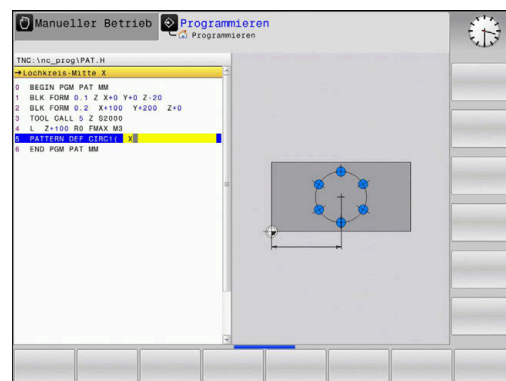 Manueller Betrieb
Programmieren
Programmieren
TNC:\nc_prog\PAT.H
→Lochkreis-Mitte X
0 BEGIN PGM PAT MM
1 BLK FORM 0.1 Z X+0 Y+0 Z-20
2 BLK FORM 0.2 X+100 Y+200 Z+0
3 TOOL CALL 5 Z S2000
4 L Z+100 R0 FMAX M3
5 PATTERN DEF CIRC1( X
6 END PGM PAT MM